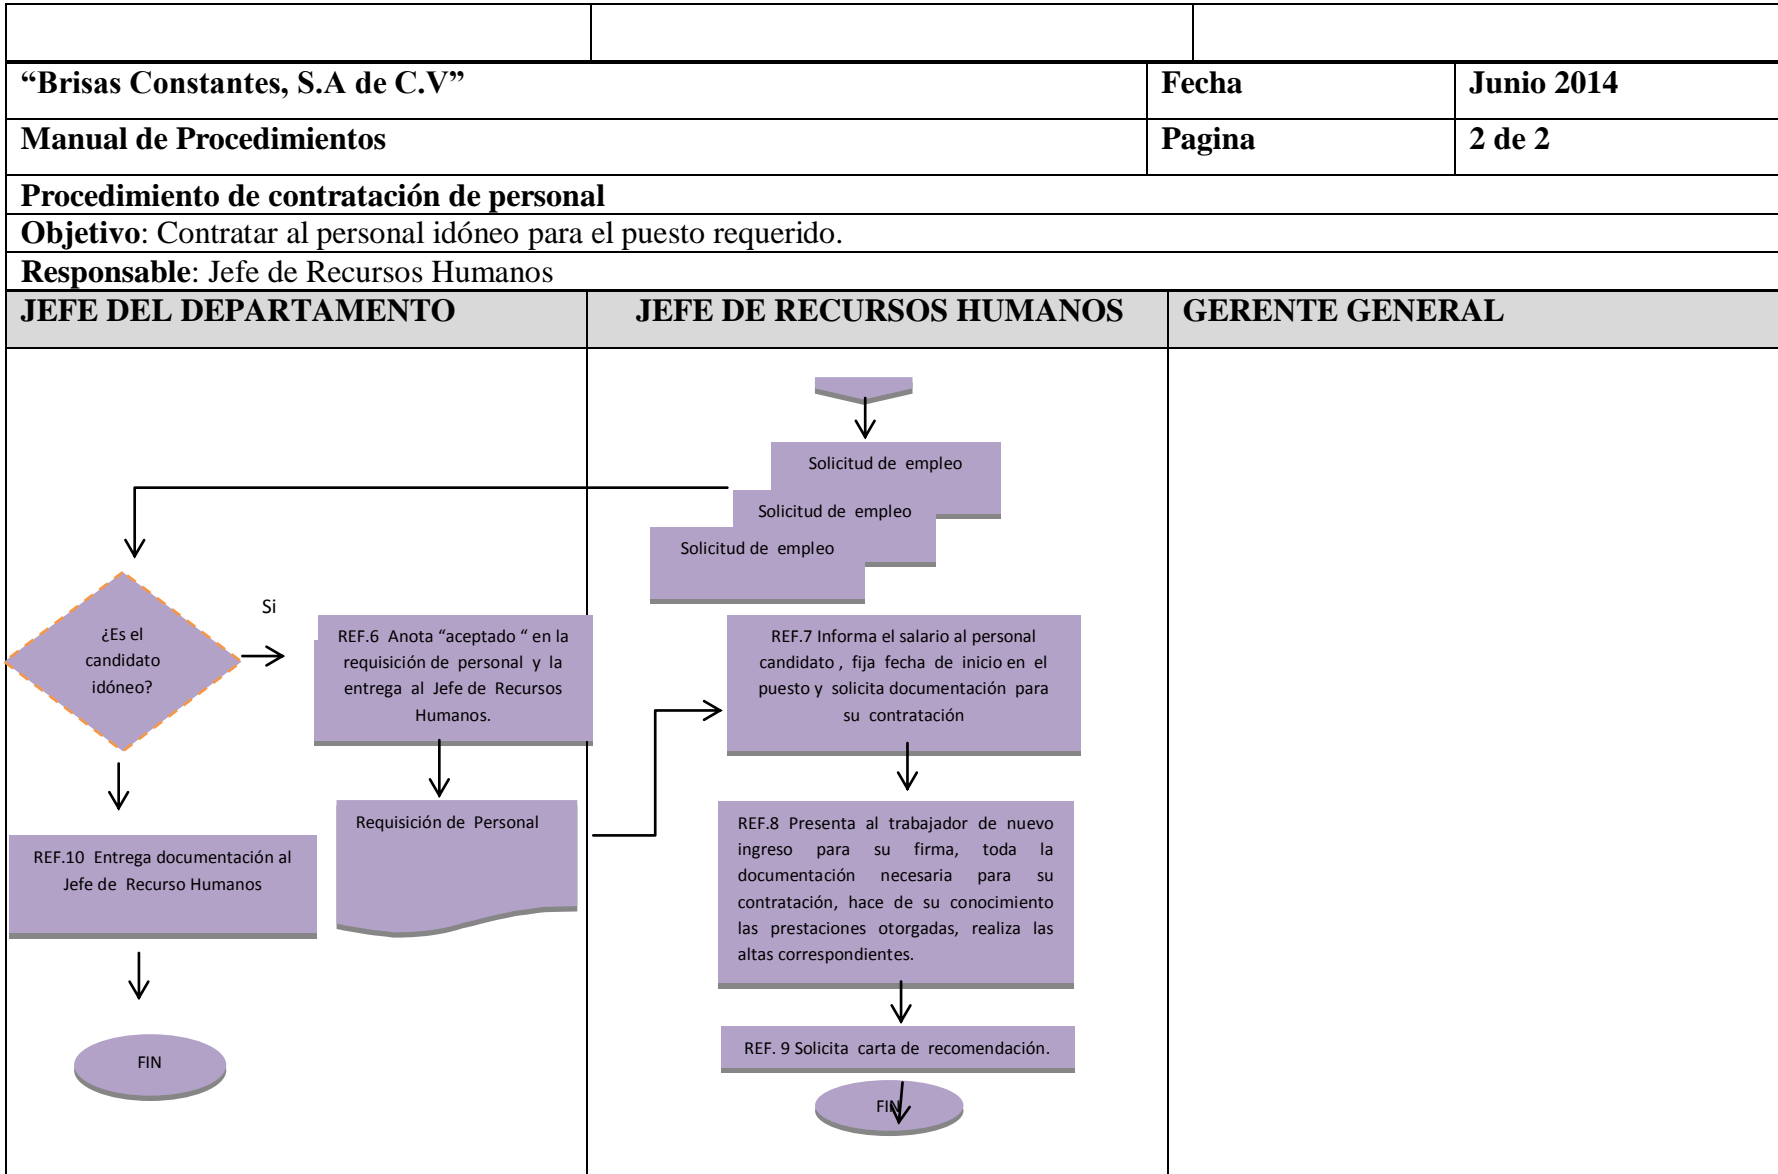 “Brisas Constantes, S.A de C.V”
Fecha
Junio 2014
Manual de Procedimientos
Pagina
2 de 2
Procedimiento de contratación de personal
Objetivo: Contratar al personal idóneo para el puesto requerido.
Responsable: Jefe de Recursos Humanos
JEFE DEL DEPARTAMENTO
JEFE DE RECURSOS HUMANOS
GERENTE GENERAL
Solicitud de empleo
Solicitud de empleo
Solicitud de empleo
¿Es el
candidato
idóneo?
Si
REF.6 Anota “aceptado “ en la
requisición de personal y la
entrega al Jefe de Recursos
Humanos.
REF.7 Informa el salario al personal
candidato , fija fecha de inicio en el
puesto y solicita documentación para
su contratación
Requisición de Personal
REF.10 Entrega documentación al
Jefe de Recurso Humanos
REF.8 Presenta al trabajador de nuevo
ingreso para su firma, toda la
documentación necesaria para su
contratación, hace de su conocimiento
las prestaciones otorgadas, realiza las
altas correspondientes.
REF. 9 Solicita carta de recomendación.
FIN
FIN